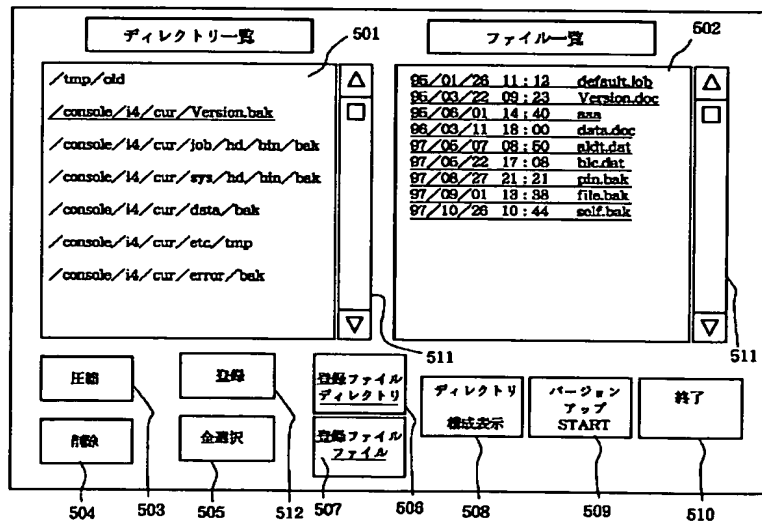 ディレクトリ一覧
ファイル一覧
501
502
/tmp/old
/console/i4/cur/Version.bak
/console/i4/cur/job/hd/bin/bak
/console/i4/cur/sys/hd/bin/bak
/console/i4/cur/data/bak
/console/i4/cur/etc/tmp
/console/i4/cur/error/bak
95/01/26 11:12 default.lob
95/03/22 09:23 Version.doc
95/06/01 14:40 aaa
96/03/11 18:00 data.doc
97/05/07 08:50 aldt.dat
97/05/22 17:08 blc.dat
97/08/27 21:21 pin.bak
97/09/01 13:38 file.bak
97/10/26 10:44 self.bak
511
511
圧縮
登録
登録ファイル
ディレクトリ
ディレクトリ
構成表示
バージョン
アップ
START
終了
削除
全選択
登録ファイル
ファイル
504
503
505
512
507
506
508
509
510